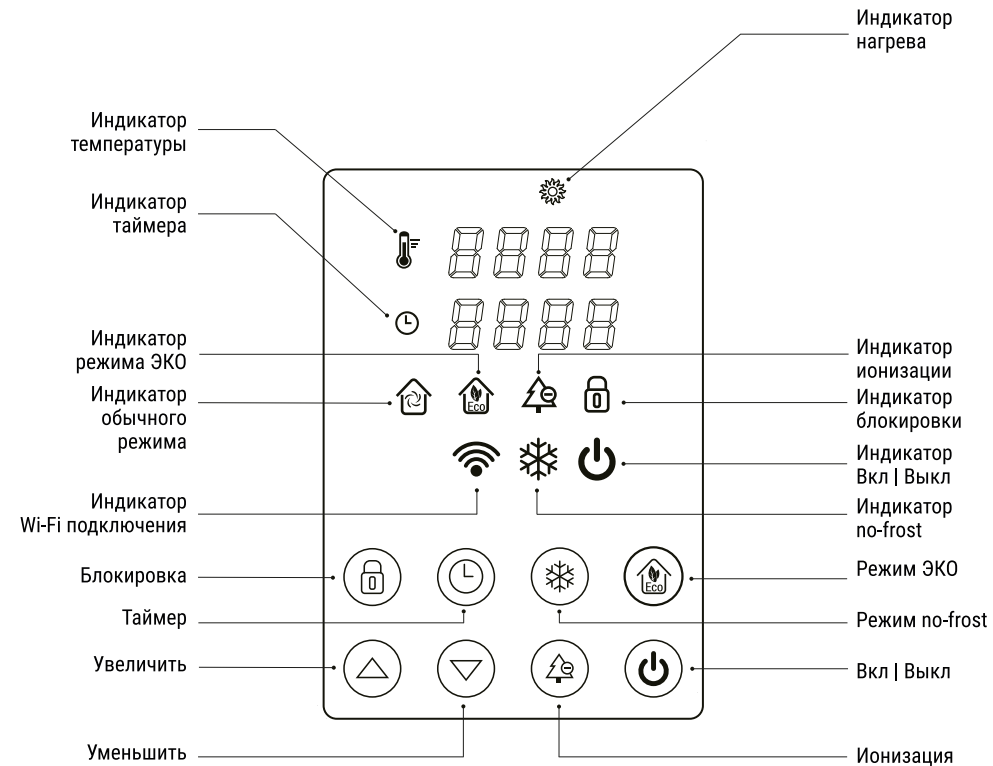 Индикатор
нагрева
Индикатор
температуры
Индикатор
таймера
Индикатор
режима ЭКО
Индикатор
обычного
режима
Индикатор
Wi-Fi подключения
Блокировка
Таймер
Увеличить
Уменьшить
Eco
Eco
Индикатор
ионизации
Индикатор
блокировки
Индикатор
Вкл | Выкл
Индикатор
no-frost
Режим ЭКО
Режим no-frost
Вкл | Выкл
Ионизация